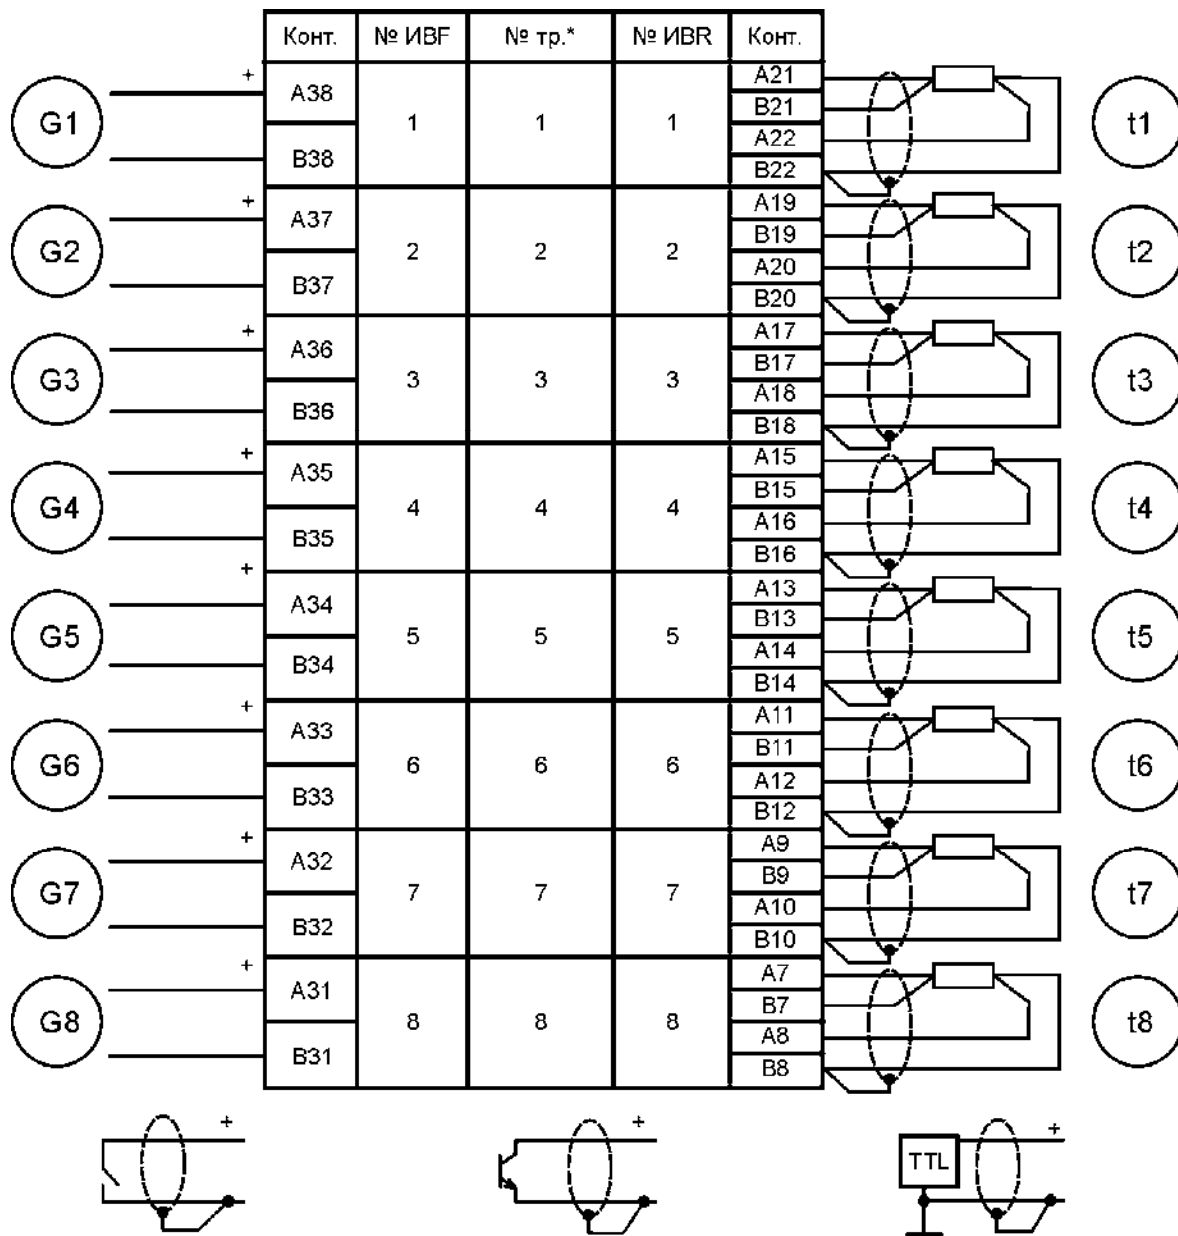 Конт. № ИВF № тр.* № ИВR Конт.
G1 + A38 B38 1 1 1 A21 B21 A22 B22 t1
G2 + A37 B37 2 2 2 A19 B19 A20 B20 t2
G3 + A36 B36 3 3 3 A17 B17 A18 B18 t3
G4 + A35 B35 4 4 4 A15 B15 A16 B16 t4
G5 + A34 B34 5 5 5 A13 B13 A14 B14 t5
G6 + A33 B33 6 6 6 A11 B11 A12 B12 t6
G7 + A32 B32 7 7 7 A9 B9 A10 B10 t7
G8 + A31 B31 8 8 8 A7 B7 A8 B8 t8
+ + TTL +